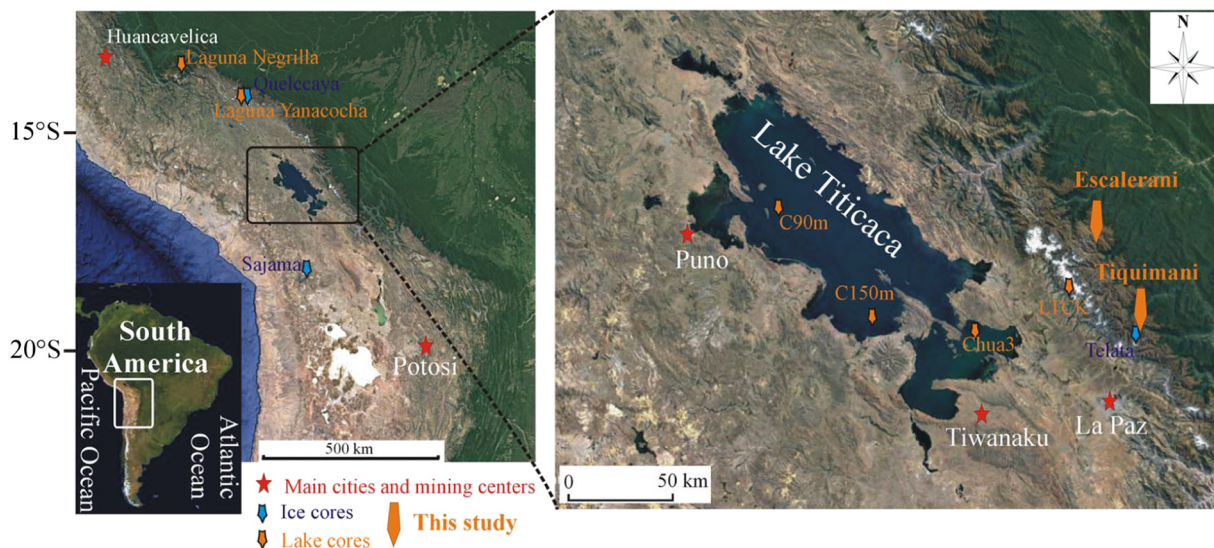 Huancavelica
Laguna Negrilla
Quelccaya
Laguna Yanacocha
15°S
Sajama
20°S
Potosi
South
America
Pacific Ocean
Atlantic
Ocean
500 km
Main cities and mining centers
Ice cores
Lake cores
This study
N
Lake Titicaca
Escalerani
C90m
Puno
Tiquimani
C150m
LTCK
Chua3
Telata
La Paz
Tiwanaku
0 50 km